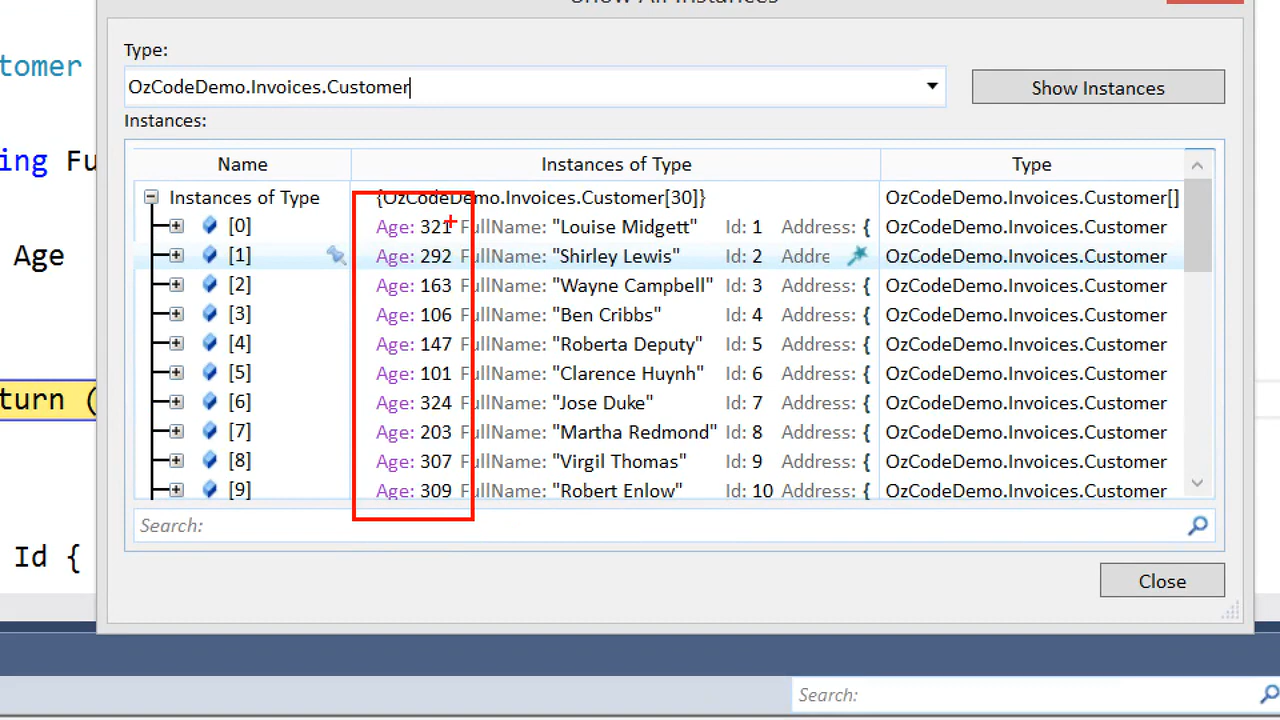 Show All Instances
tomer
Type:
OzCodeDemo.Invoices.Customer
Show Instances
Instances:
ing Fu
Name Instances of Type Type
Instances of Type {OzCodeDemo.Invoices.Customer[30]} OzCodeDemo.Invoices.Customer[]
[0] Age: 321 FullName: "Louise Midgett" Id: 1 Address: { OzCodeDemo.Invoices.Customer
Age
[1] Age: 292 FullName: "Shirley Lewis" Id: 2 Addre OzCodeDemo.Invoices.Customer
[2] Age: 163 FullName: "Wayne Campbell" Id: 3 Address: { OzCodeDemo.Invoices.Customer
[3] Age: 106 FullName: "Ben Cribbs" Id: 4 Address: { OzCodeDemo.Invoices.Customer
[4] Age: 147 FullName: "Roberta Deputy" Id: 5 Address: { OzCodeDemo.Invoices.Customer
[5] Age: 101 FullName: "Clarence Huynh" Id: 6 Address: { OzCodeDemo.Invoices.Customer
turn (
[6] Age: 324 FullName: "Jose Duke" Id: 7 Address: { OzCodeDemo.Invoices.Customer
[7] Age: 203 FullName: "Martha Redmond" Id: 8 Address: { OzCodeDemo.Invoices.Customer
[8] Age: 307 FullName: "Virgil Thomas" Id: 9 Address: { OzCodeDemo.Invoices.Customer
[9] Age: 309 FullName: "Robert Enlow" Id: 10 Address: { OzCodeDemo.Invoices.Customer
Search:
Id {
Close
Search: